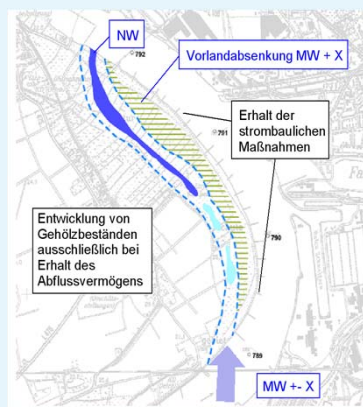 NW
792
Vorlandabsenkung MW + X
Erhalt der
strombaulichen
Maßnahmen
791
Entwicklung von
Gehölzbeständen
ausschließlich bei
Erhalt des
Abflussvermögens
790
789
MW +- X